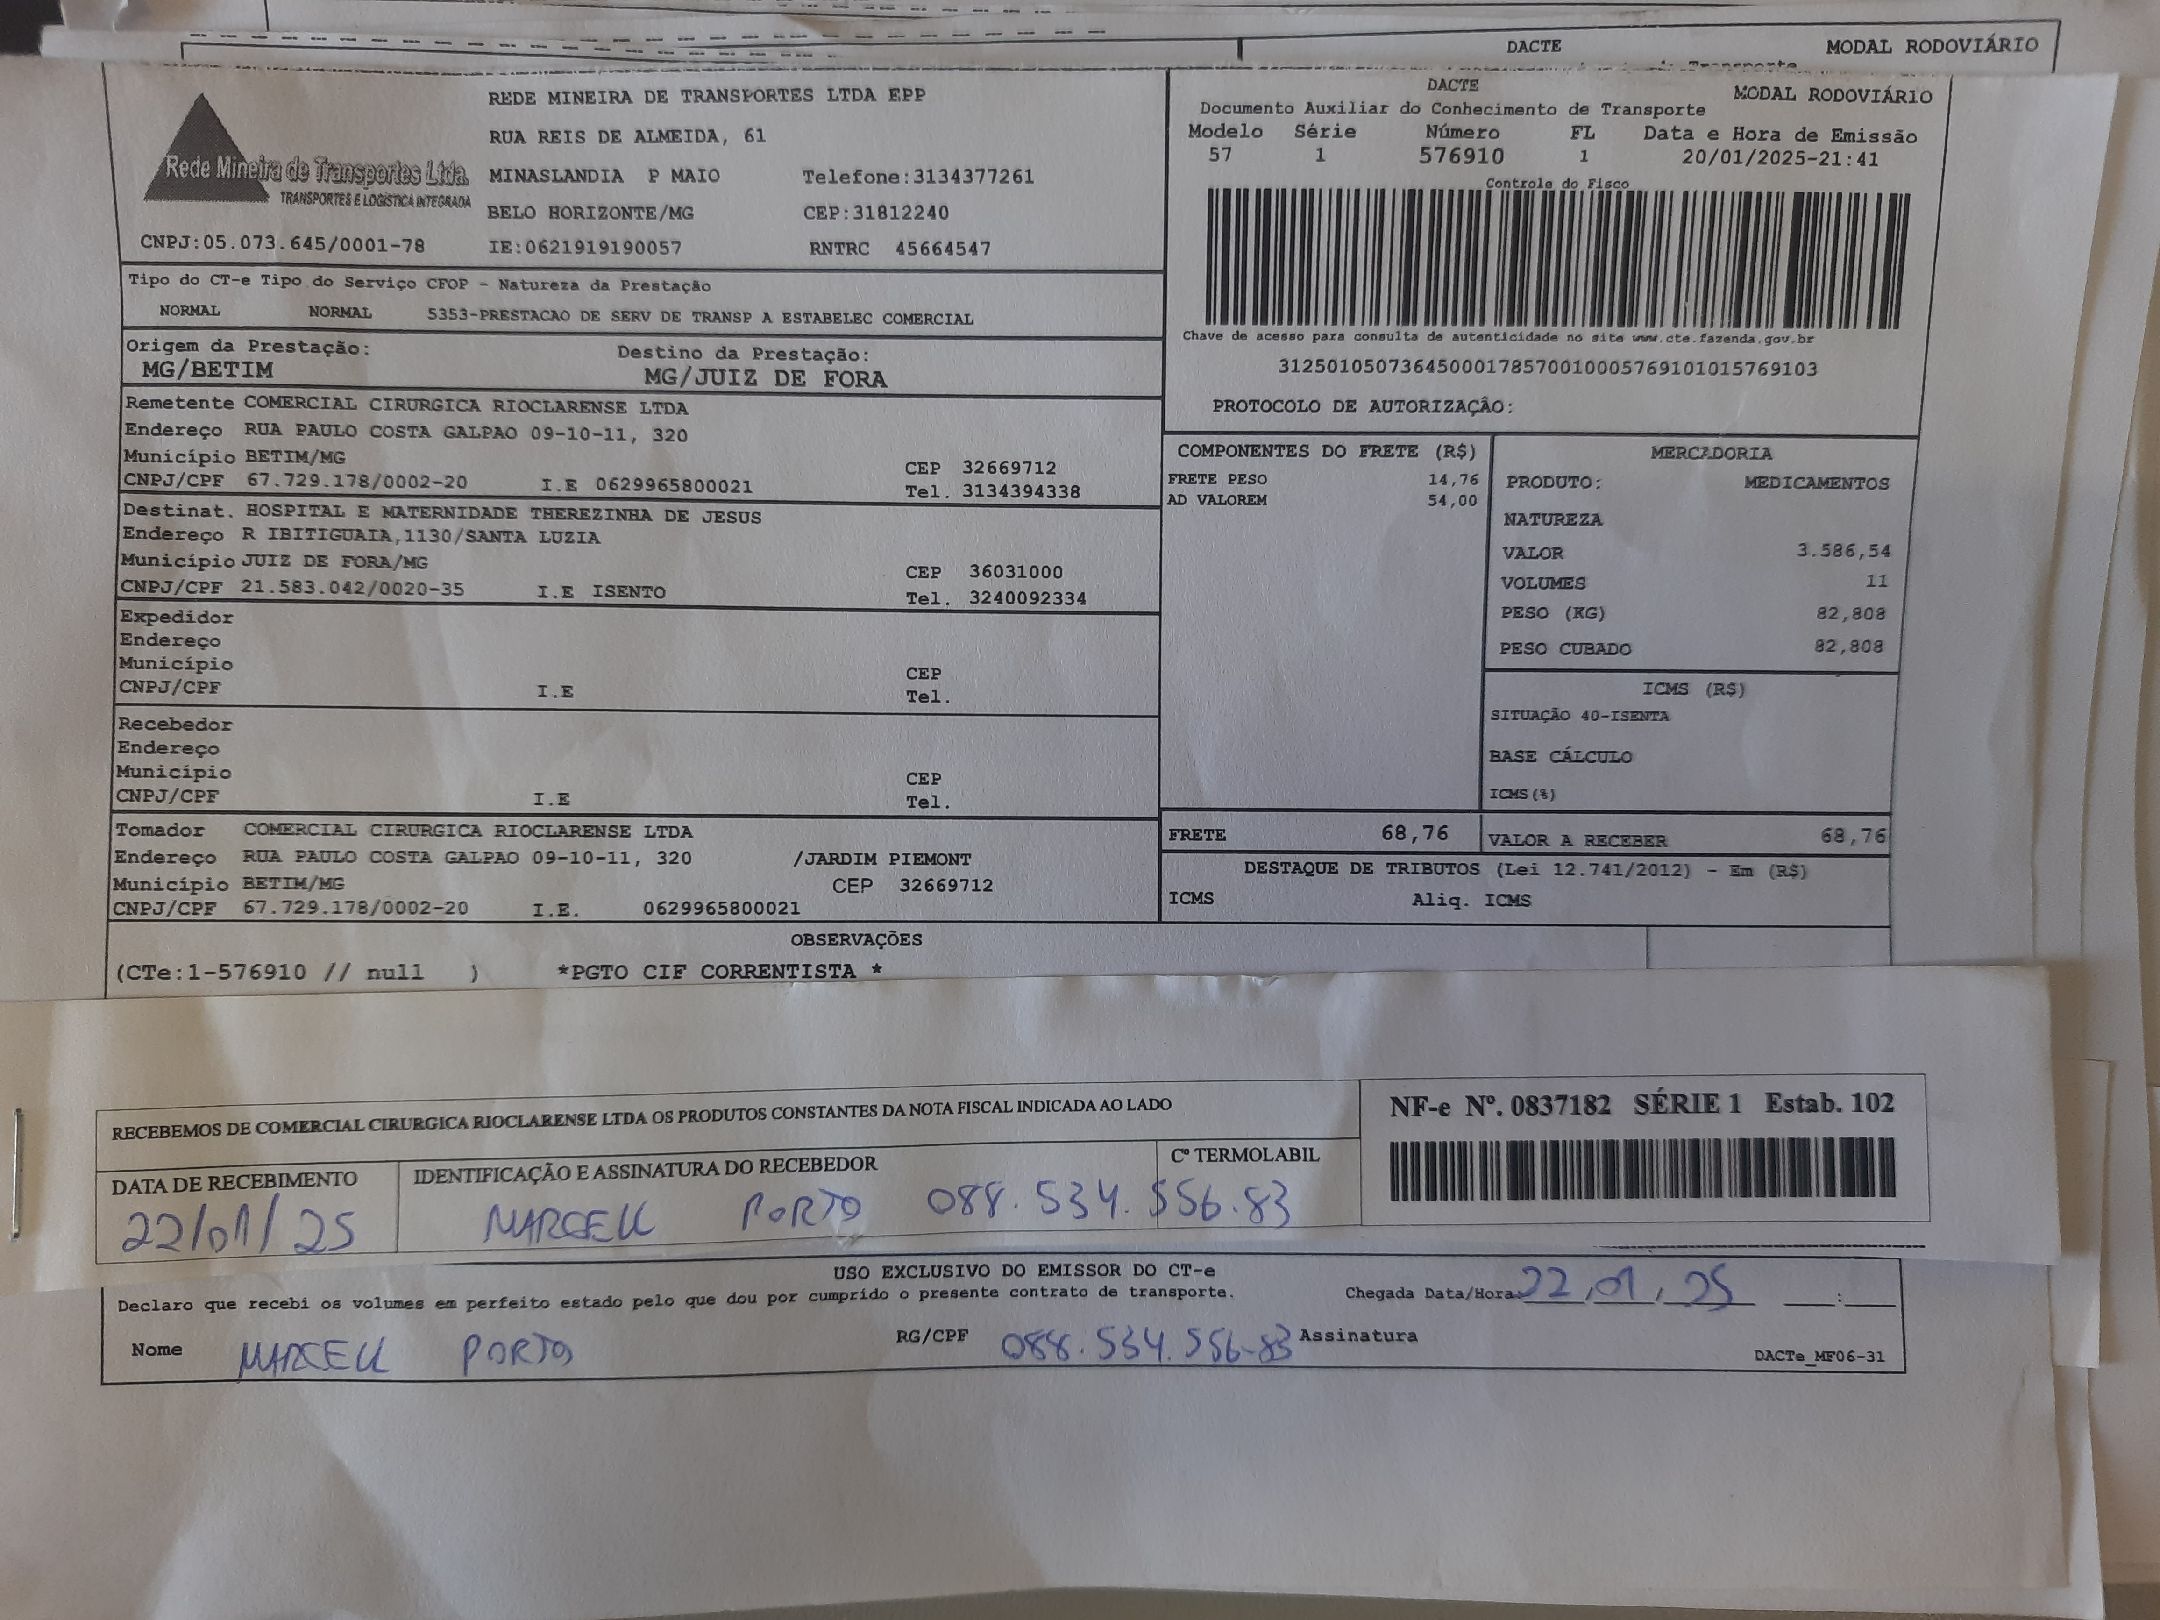 DACTE MODAL RODOVIÁRIO
REDE MINEIRA DE TRANSPORTES LTDA EPP
RUA REIS DE ALMEIDA, 61
MINASLANDIA P MAIO Telefone:3134377261
BELO HORIZONTE/MG CEP:31812240
CNPJ:05.073.645/0001-78 IE:0621919190057 RNTRC 45664547
Rede Mineira de Transportes Ltda.
TRANSPORTES E LOGÍSTICA INTEGRADA
DACTE MODAL RODOVIÁRIO
Documento Auxiliar do Conhecimento de Transporte
Modelo Série Número FL Data e Hora de Emissão
57 1 576910 1 20/01/2025-21:41
Controle do Fisco
Chave de acesso para consulta de autenticidade no site www.cte.fazenda.gov.br
31250105073645000178570010005769101015769103
PROTOCOLO DE AUTORIZAÇÃO:
Tipo do CT-e Tipo do Serviço CFOP - Natureza da Prestação
NORMAL NORMAL 5353-PRESTACAO DE SERV DE TRANSP A ESTABELEC COMERCIAL
Origem da Prestação: Destino da Prestação:
MG/BETIM MG/JUIZ DE FORA
Remetente COMERCIAL CIRURGICA RIOCLARENSE LTDA
Endereço RUA PAULO COSTA GALPAO 09-10-11, 320
Município BETIM/MG CEP 32669712
CNPJ/CPF 67.729.178/0002-20 I.E 0629965800021 Tel. 3134394338
Destinat. HOSPITAL E MATERNIDADE THEREZINHA DE JESUS
Endereço R IBITIGUAIA,1130/SANTA LUZIA
Município JUIZ DE FORA/MG CEP 36031000
CNPJ/CPF 21.583.042/0020-35 I.E ISENTO Tel. 3240092334
Expedidor
Endereço
Município CEP
CNPJ/CPF I.E Tel.
Recebedor
Endereço
Município CEP
CNPJ/CPF I.E Tel.
Tomador COMERCIAL CIRURGICA RIOCLARENSE LTDA
Endereço RUA PAULO COSTA GALPAO 09-10-11, 320 /JARDIM PIEMONT
Município BETIM/MG CEP 32669712
CNPJ/CPF 67.729.178/0002-20 I.E. 0629965800021
COMPONENTES DO FRETE (R$)
FRETE PESO 14,76
AD VALOREM 54,00
MERCADORIA
PRODUTO: MEDICAMENTOS
NATUREZA
VALOR 3.586,54
VOLUMES 11
PESO (KG) 82,808
PESO CUBADO 82,808
ICMS (R$)
SITUAÇÃO 40-ISENTA
BASE CÁLCULO
ICMS(%)
FRETE 68,76 VALOR A RECEBER 68,76
DESTAQUE DE TRIBUTOS (Lei 12.741/2012) - Em (R$)
ICMS Aliq. ICMS
OBSERVAÇÕES
(CTe:1-576910 // null ) *PGTO CIF CORRENTISTA *
RECEBEMOS DE COMERCIAL CIRURGICA RIOCLARENSE LTDA OS PRODUTOS CONSTANTES DA NOTA FISCAL INDICADA AO LADO
NF-e Nº. 0837182 SÉRIE 1 Estab. 102
DATA DE RECEBIMENTO IDENTIFICAÇÃO E ASSINATURA DO RECEBEDOR Cº TERMOLABIL
22/01/25 MARCELL PORTO 088.534.556.83
USO EXCLUSIVO DO EMISSOR DO CT-e
Declaro que recebi os volumes em perfeito estado pelo que dou por cumprido o presente contrato de transporte. Chegada Data/Hora 22,01,25 :
Nome MARCELL PORTO RG/CPF 088.534.556-83 Assinatura
DACTe_MF06-31